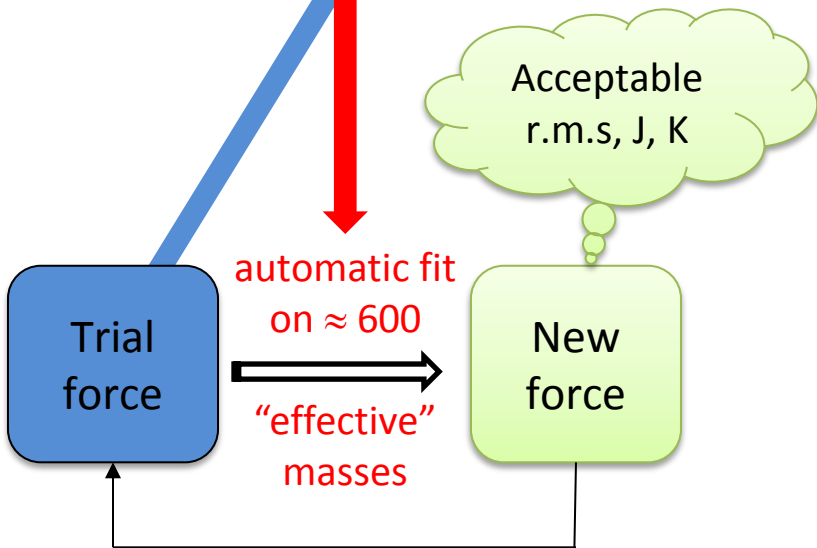 Acceptable
r.m.s, J, K
automatic fit
on ≈ 600
Trial
force
New
force
“effective”
masses